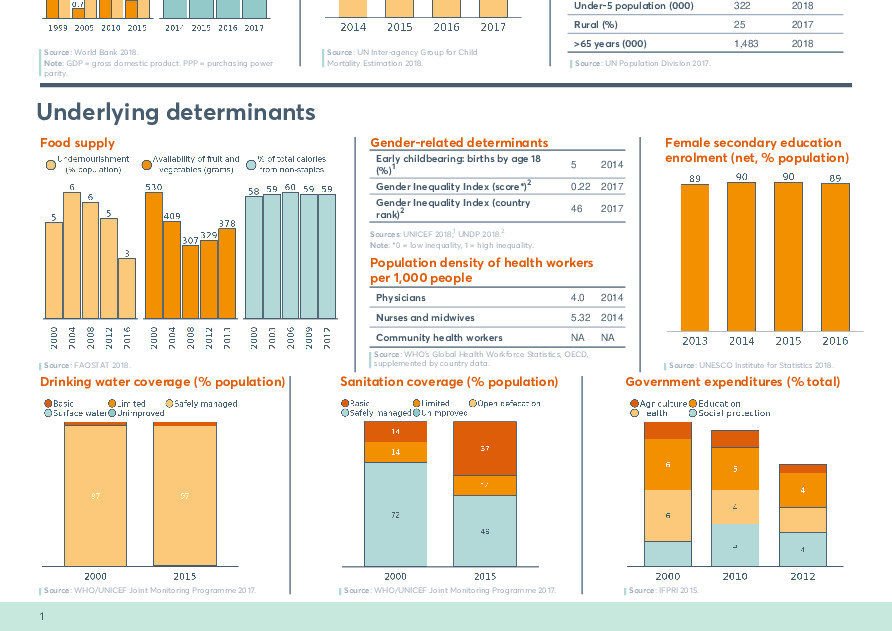 0.7
1999 2005 2010 2015
2014 2015 2016 2017
Source: World Bank 2018.
Note: GDP = gross domestic product. PPP = purchasing power
parity.
2014 2015 2016 2017
Source: UN Inter-agency Group for Child
Mortality Estimation 2018.
Under-5 population (000) 322 2018
Rural (%) 25 2017
>65 years (000) 1,483 2018
Source: UN Population Division 2017.
Underlying determinants
Food supply
Undernourishment
(% population)
Availability of fruit and
vegetables (grams)
% of total calories
from non-staples
5 6 6 5 3
530 409 307 329 378
58 59 60 59 59
2000 2004 2008 2012 2016
2000 2004 2008 2012
2000 2006 2009 2012
Source: FAOSTAT 2018.
Gender-related determinants
Early childbearing: births by age 18
(%)1 5 2014
Gender Inequality Index (score*)2 0.22 2017
Gender Inequality Index (country
rank)2 46 2017
Sources: UNICEF 2018,1 UNDP 2018.2
Note: *0 = low inequality, 1 = high inequality.
Population density of health workers
per 1,000 people
Physicians 4.0 2014
Nurses and midwives 5.32 2014
Community health workers NA NA
Source: WHO's Global Health Workforce Statistics, OECD,
supplemented by country data.
Female secondary education
enrolment (net, % population)
89 90 90 89
2013 2014 2015 2016
Source: UNESCO Institute for Statistics 2018.
Drinking water coverage (% population)
Basic Limited Safely managed
Surface water Unimproved
97 97
2000 2015
Source: WHO/UNICEF Joint Monitoring Programme 2017.
Sanitation coverage (% population)
Basic Limited Open defecation
Safely managed Unimproved
14
14
72
37
2000 2015
Source: WHO/UNICEF Joint Monitoring Programme 2017.
Government expenditures (% total)
Agriculture Education
Health Social protection
6
6
5
4
4
4
2000 2010 2012
Source: IFPRI 2015.
1